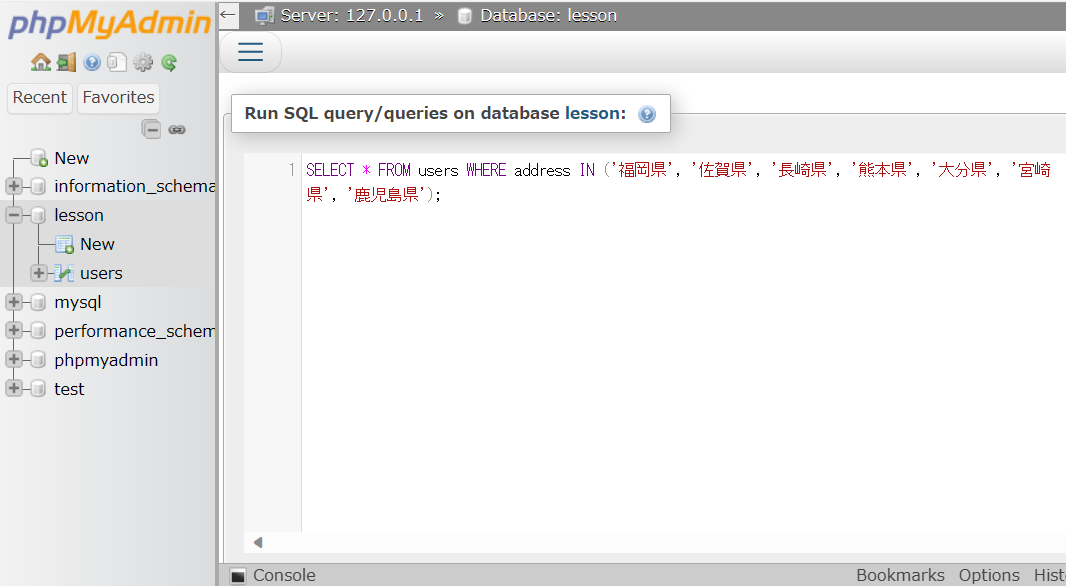 phpMyAdmin
Recent Favorites
New
information_schema
lesson
New
users
mysql
performance_schem
phpmyadmin
test
← Server: 127.0.0.1 » Database: lesson
Run SQL query/queries on database lesson:
1 SELECT * FROM users WHERE address IN ('福岡県', '佐賀県', '長崎県', '熊本県', '大分県', '宮崎
県', '鹿児島県');
Console Bookmarks Options Hist